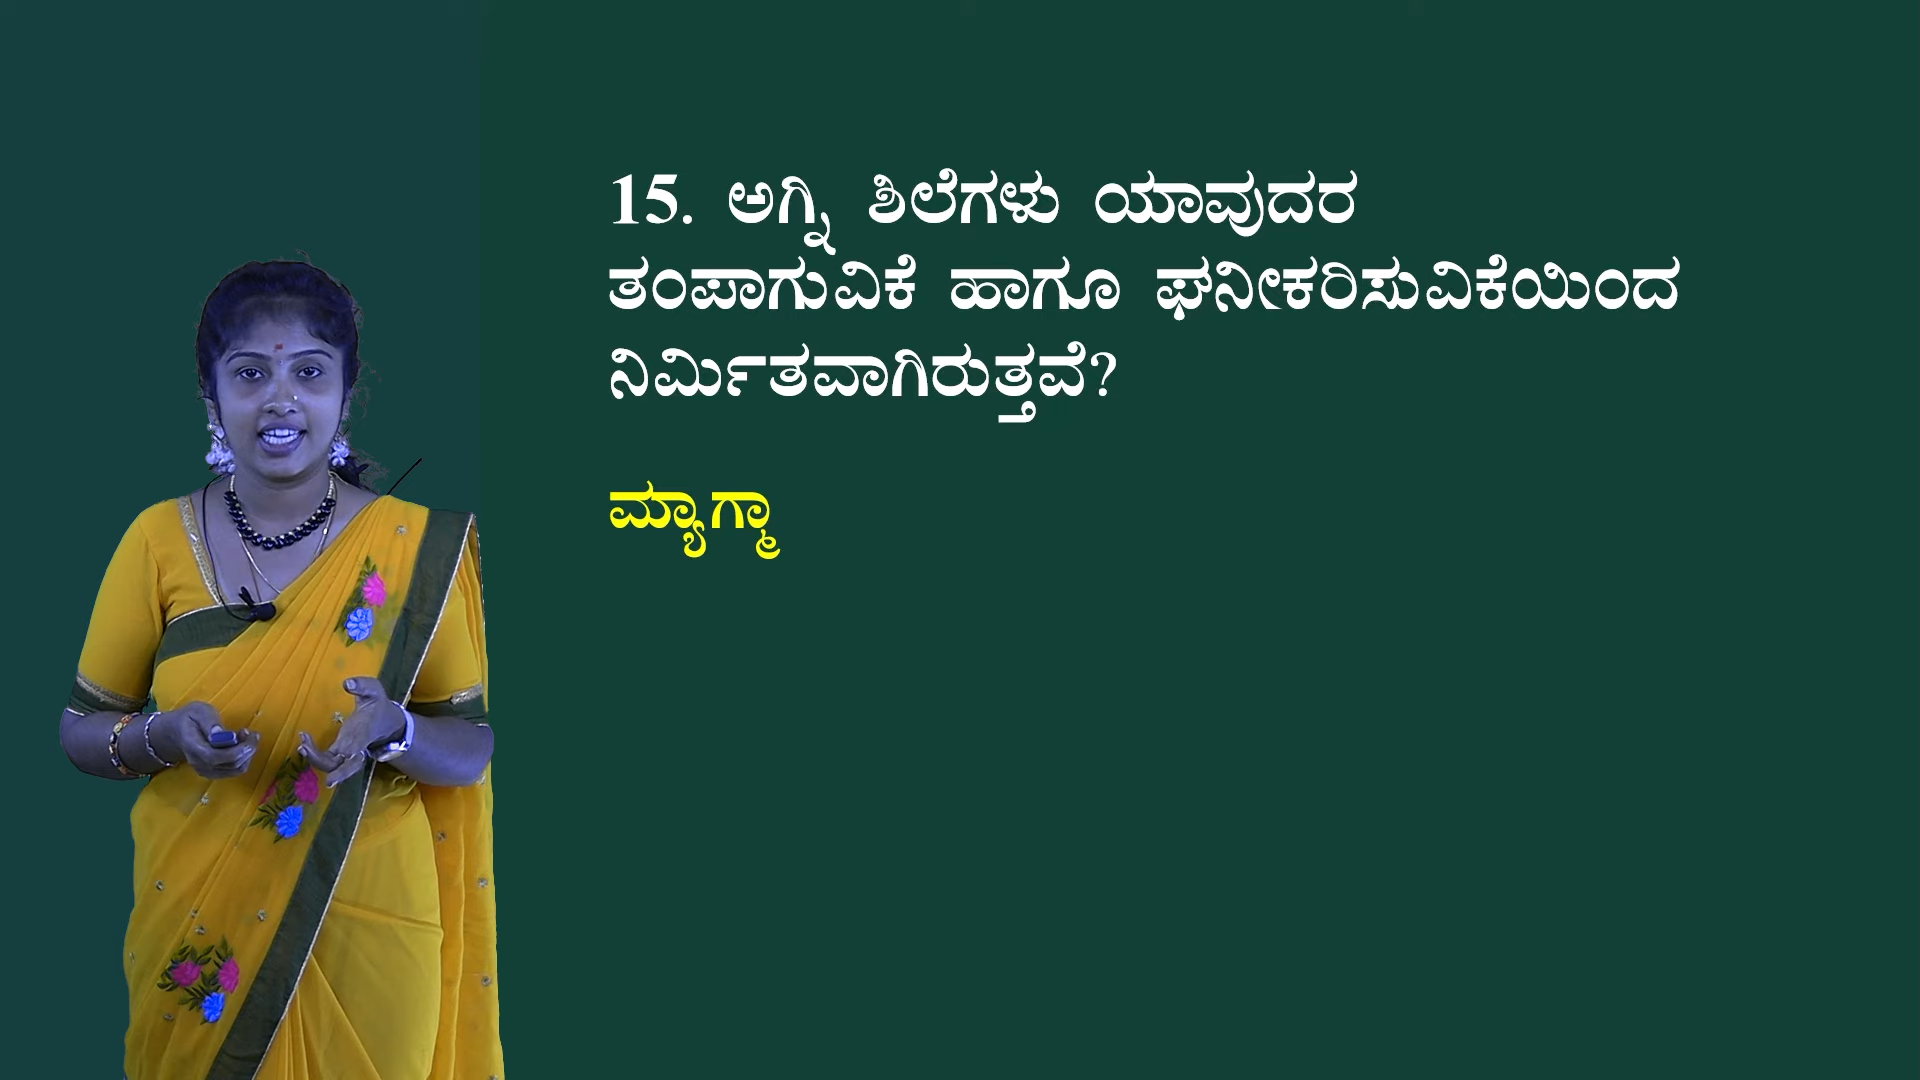 15. ಅಗ್ನಿ ಶಿಲೆಗಳು ಯಾವುದರ
ತಂಪಾಗುವಿಕೆ ಹಾಗೂ ಘನೀಕರಿಸುವಿಕೆಯಿಂದ
ನಿರ್ಮಿತವಾಗಿರುತ್ತವೆ?
ಮ್ಯಾಗ್ಮಾ